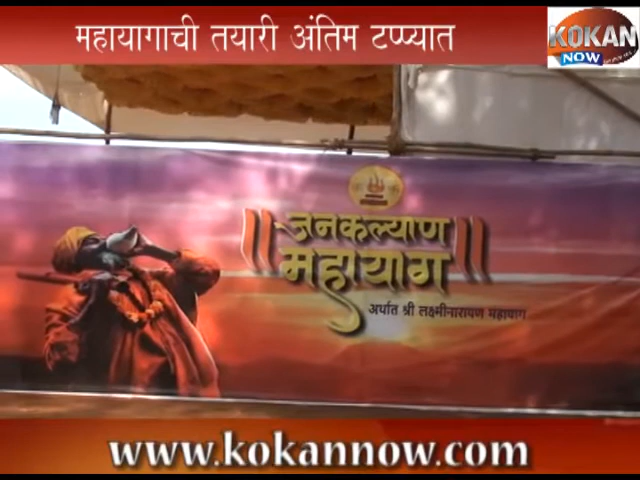 महायागाची तयारी अंतिम टप्प्यात
KOKAN
NOW
॥ जनकल्याण
महायाग ॥
अर्थात श्री लक्ष्मीनारायण महायाग
www.kokannow.com